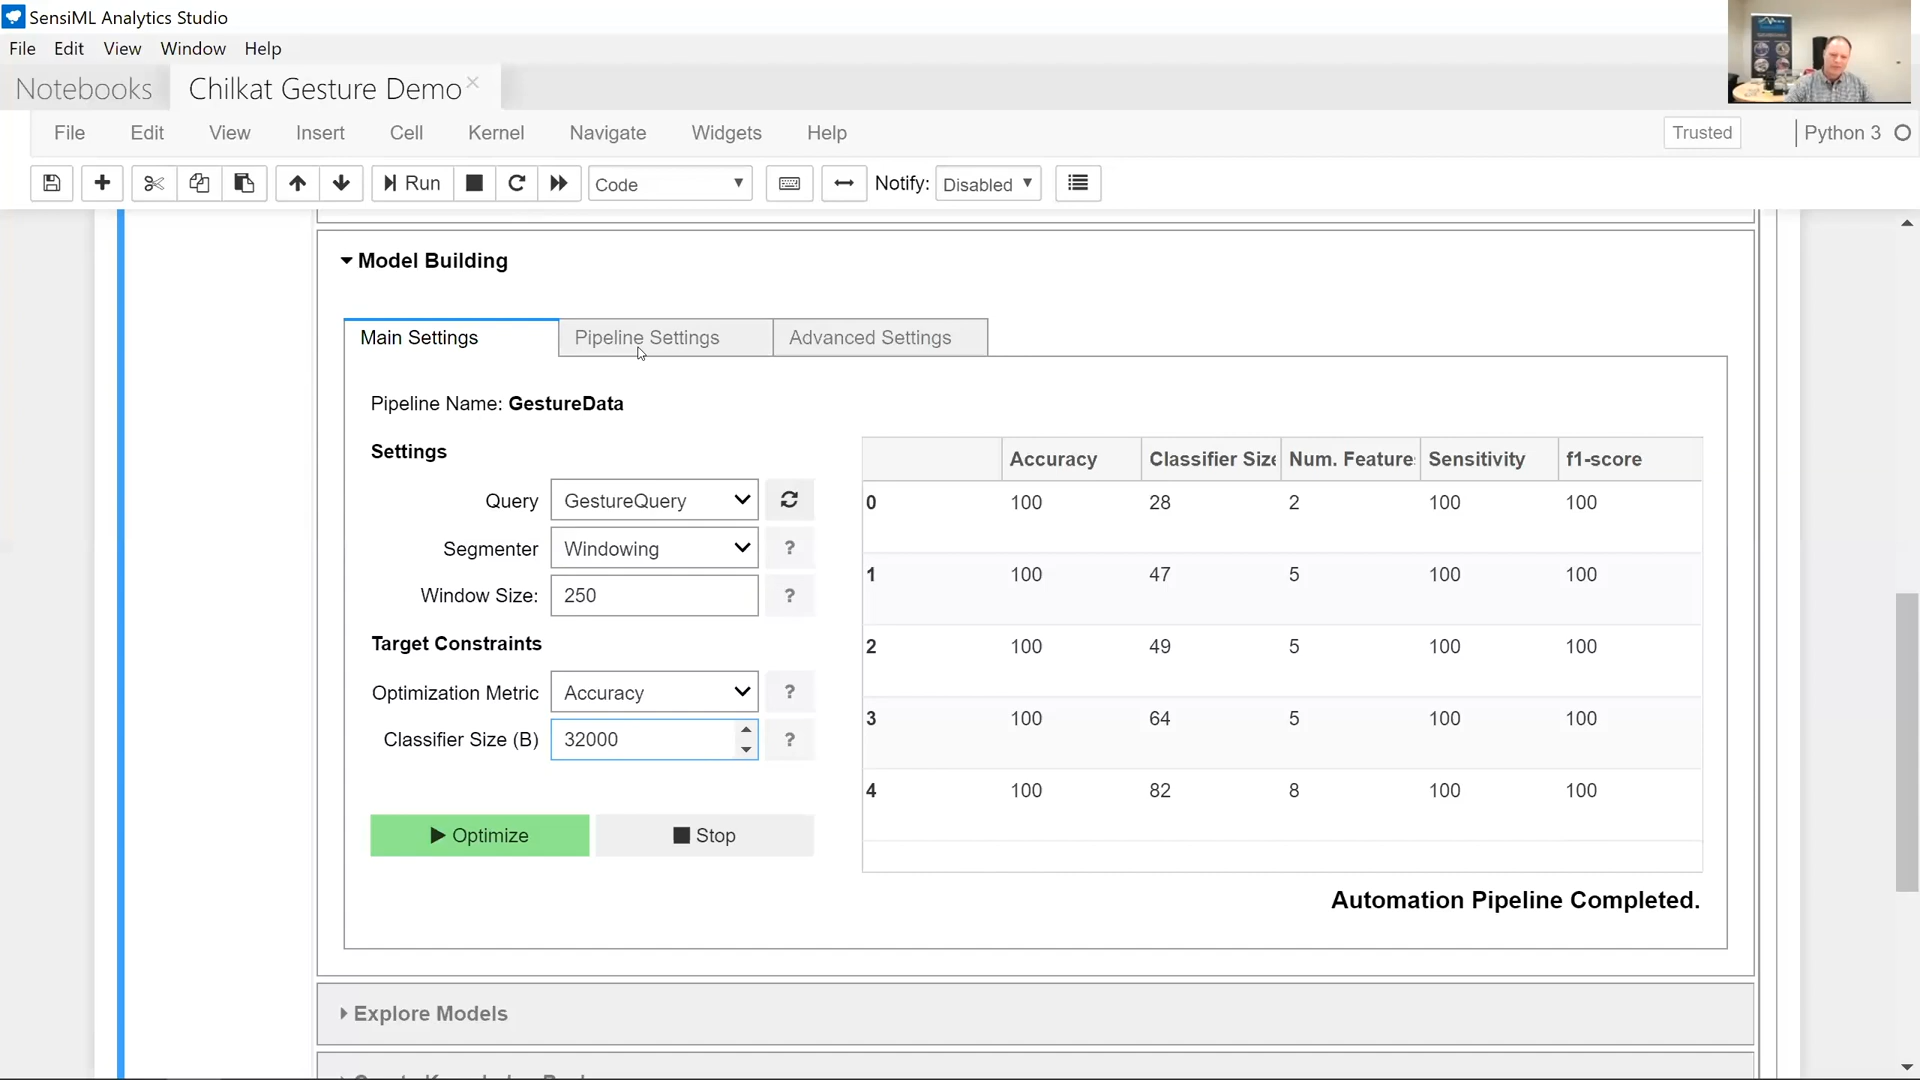 SensiML Analytics Studio
File Edit View Window Help
Notebooks Chilkat Gesture Demo ×
File Edit View Insert Cell Kernel Navigate Widgets Help Trusted Python 3
Run Code Notify: Disabled
Model Building
Main Settings Pipeline Settings Advanced Settings
Pipeline Name: GestureData
Settings
Query GestureQuery
Segmenter Windowing ?
Window Size: 250 ?
Target Constraints
Optimization Metric Accuracy ?
Classifier Size (B) 32000 ?
Optimize Stop
Accuracy Classifier Size Num. Feature Sensitivity f1-score
0 100 28 2 100 100
1 100 47 5 100 100
2 100 49 5 100 100
3 100 64 5 100 100
4 100 82 8 100 100
Automation Pipeline Completed.
Explore Models